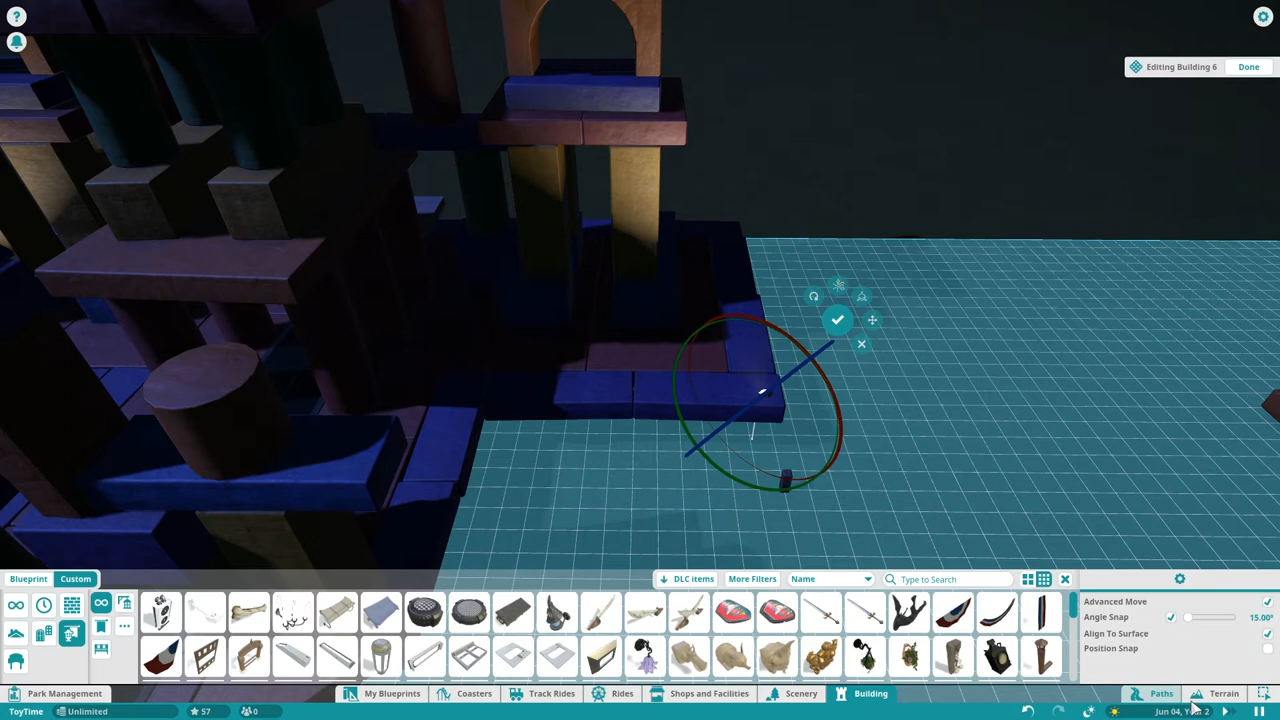 ?
Editing Building 6 Done
Blueprint Custom DLC items More Filters Name Type to Search
Advanced Move
Angle Snap 15.00°
Align To Surface
Position Snap
Park Management My Blueprints Coasters Track Rides Rides Shops and Facilities Scenery Building Paths Terrain
ToyTime Unlimited 57 0 Jun 04, Year 2